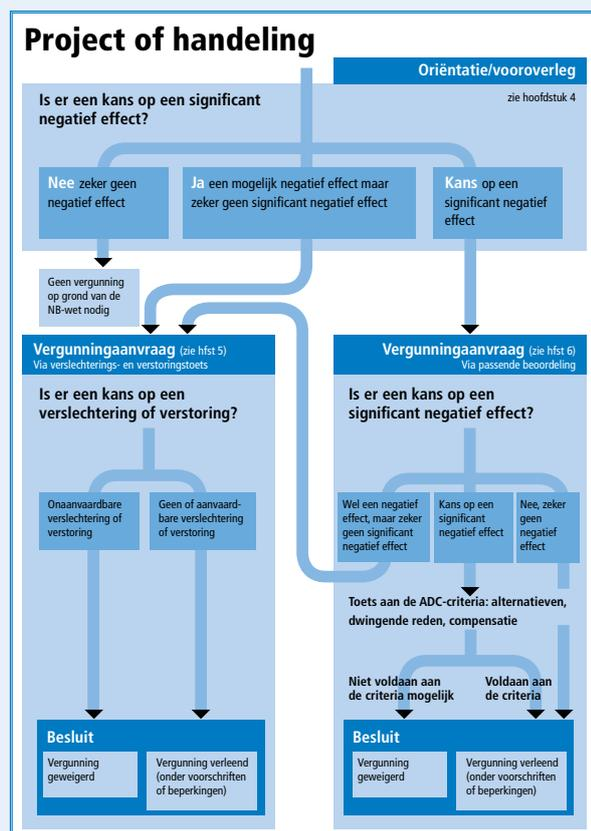 Project of handeling
Oriëntatie/vooroverleg
zie hoofdstuk 4
Is er een kans op een significant
negatief effect?
Nee zeker geen
negatief effect
Ja een mogelijk negatief effect maar
zeker geen significant negatief effect
Kans op een
significant negatief
effect
Geen vergunning
op grond van de
NB-wet nodig
Vergunningaanvraag (zie hfst 5)
Via verslechterings- en verstoringstoets
Is er een kans op een
verslechtering of verstoring?
Onaanvaardbare
verslechtering of
verstoring
Geen of aanvaard-
bare verslechtering
of verstoring
Besluit
Vergunning
geweigerd
Vergunning verleend
(onder voorschriften
of beperkingen)
Vergunningaanvraag (zie hfst 6)
Via passende beoordeling
Is er een kans op een
significant negatief effect?
Wel een negatief
effect, maar zeker
geen significant
negatief effect
Kans op een
significant
negatief effect
Nee, zeker
geen
negatief
effect
Toets aan de ADC-criteria: alternatieven,
dwingende reden, compensatie
Niet voldaan aan
de criteria mogelijk
Voldaan aan
de criteria
Besluit
Vergunning
geweigerd
Vergunning verleend
(onder voorschriften
of beperkingen)